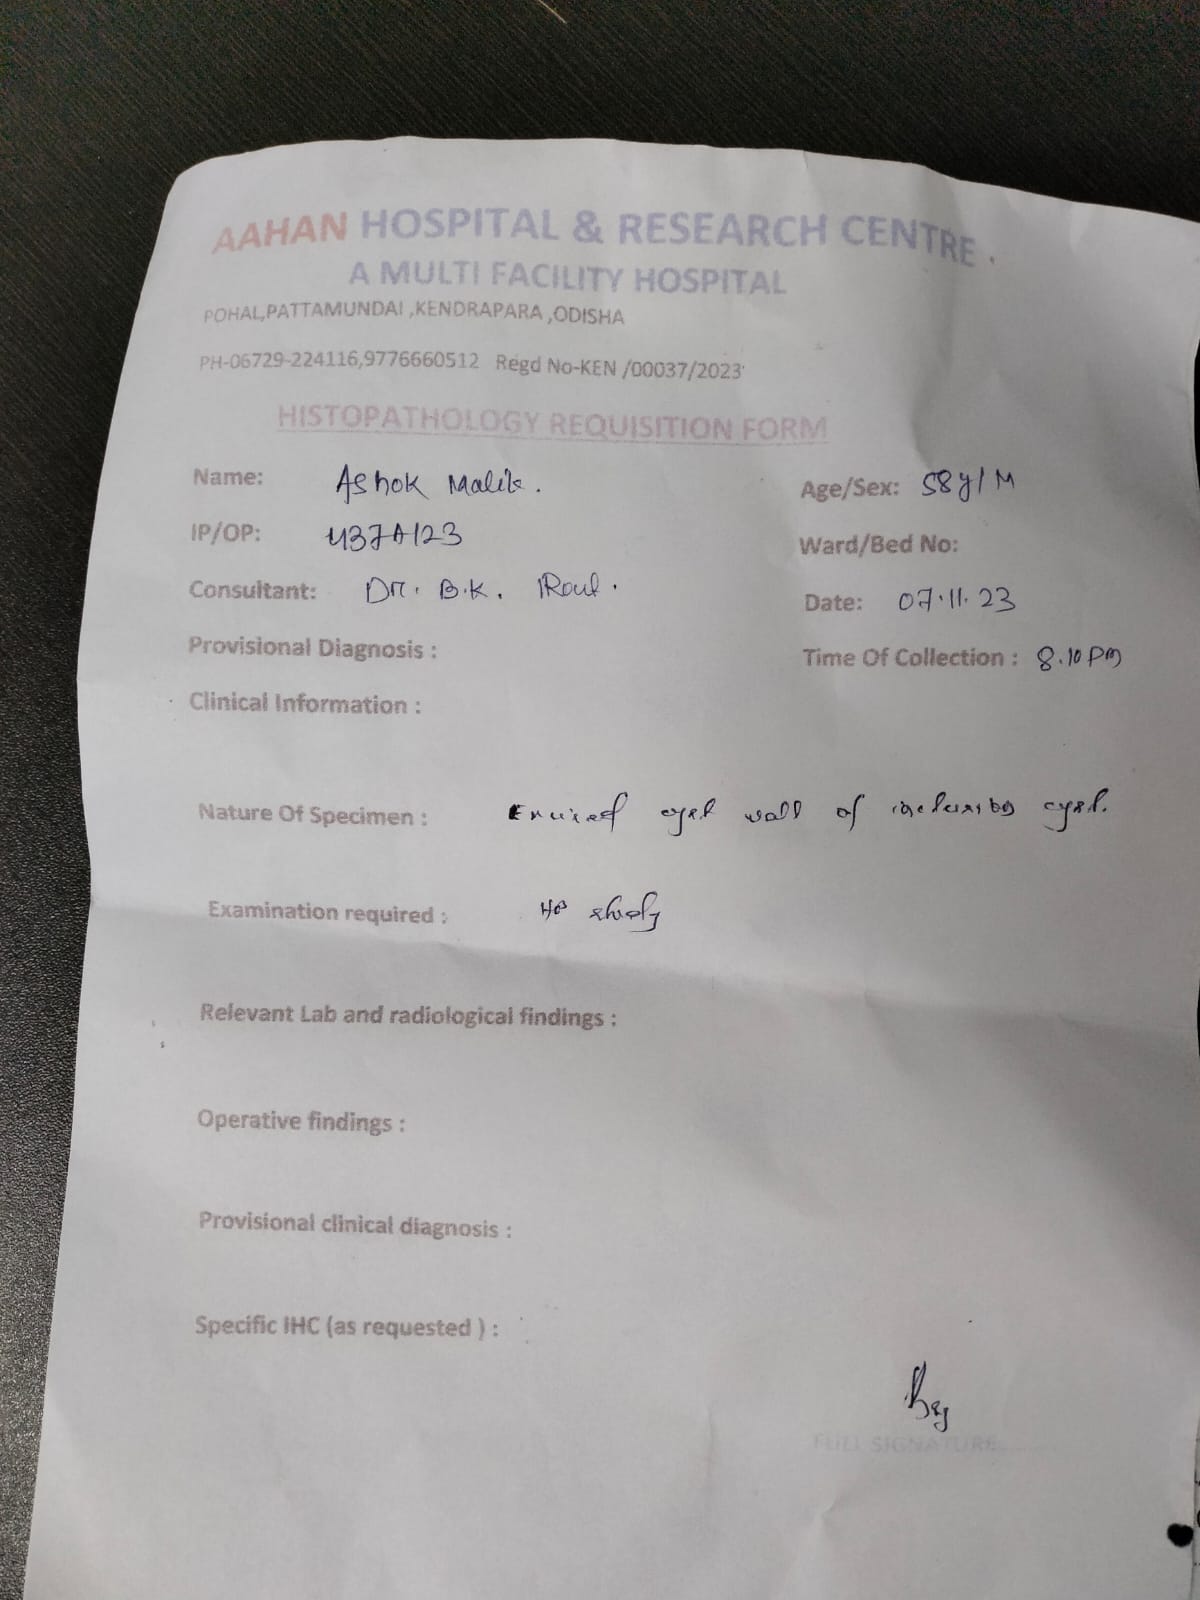 AAHAN HOSPITAL & RESEARCH CENTRE.
A MULTI FACILITY HOSPITAL
POHAL,PATTAMUNDAI ,KENDRAPARA ,ODISHA
PH-06729-224116,9776660512 Regd No-KEN /00037/2023
HISTOPATHOLOGY REQUISITION FORM
Name: Ashok Malik. Age/Sex: 58y/M
IP/OP: Ward/Bed No:
Consultant: Dr. B.K. Rout. Date: 07.11.23
Provisional Diagnosis : Time Of Collection : 8.10 PM
Clinical Information :
Nature Of Specimen : Excised cyst wall of inclusion cyst.
Examination required : study
Relevant Lab and radiological findings :
Operative findings :
Provisional clinical diagnosis :
Specific IHC (as requested ) :
FULL SIGNATURE